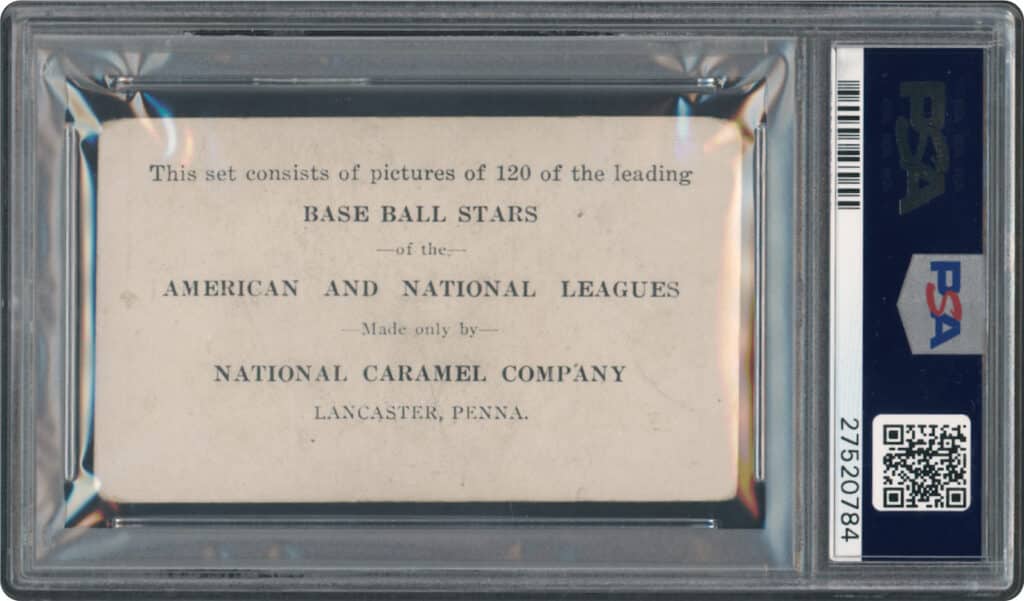 This set consists of pictures of 120 of the leading
BASE BALL STARS
—of the—
AMERICAN AND NATIONAL LEAGUES
—Made only by—
NATIONAL CARAMEL COMPANY
LANCASTER, PENNA.
PSA
PSA
27520784